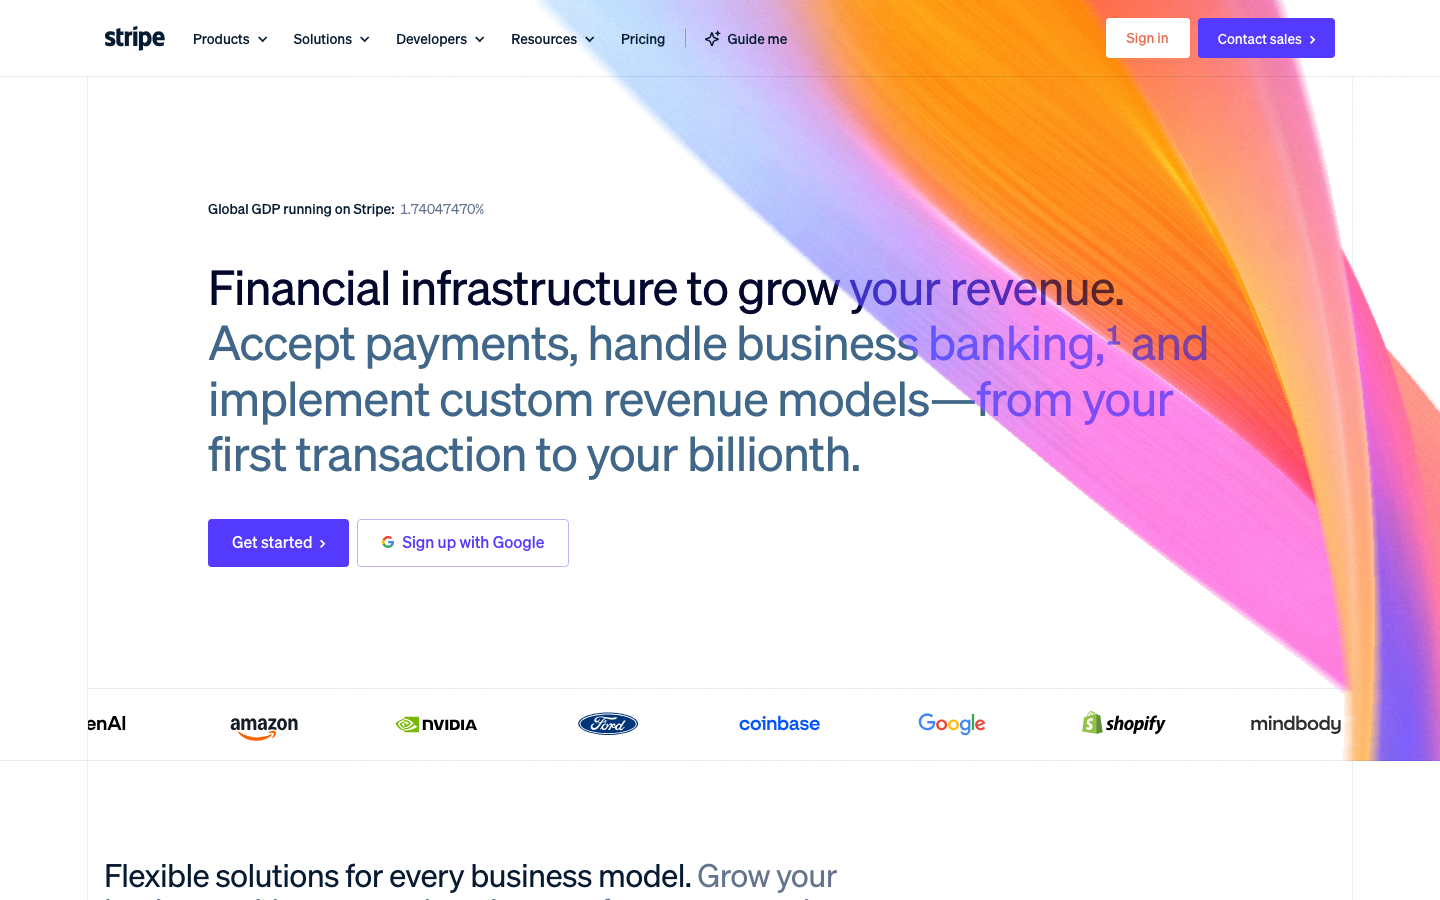 stripe
Products
Solutions
Developers
Resources
Pricing
Guide me
Sign in
Contact sales
Global GDP running on Stripe: 1.74047470%
Financial infrastructure to grow your revenue.
Accept payments, handle business banking,¹ and
implement custom revenue models—from your
first transaction to your billionth.
Get started
Sign up with Google
enAI
amazon
NVIDIA
Ford
coinbase
Google
shopify
mindbody
Flexible solutions for every business model. Grow your